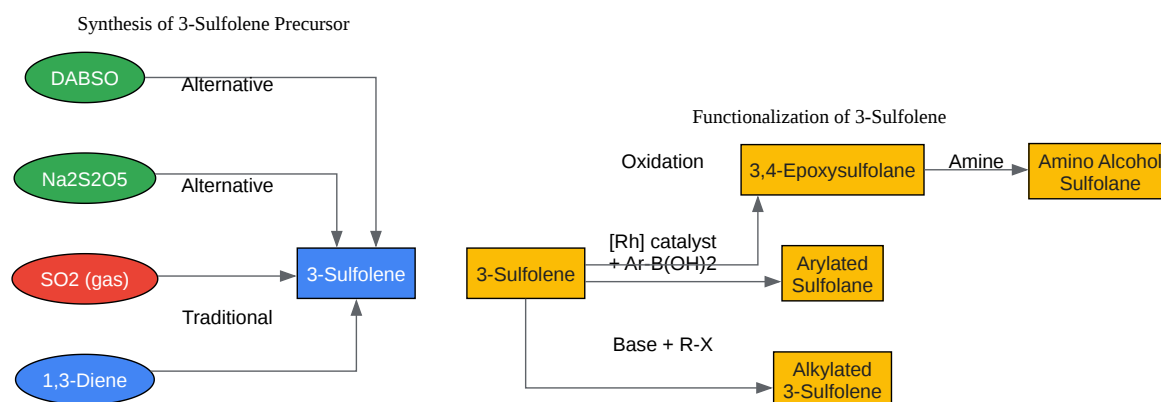 Synthesis of 3-Sulfolene Precursor
DABSO
Alternative
Na2S2O5
Alternative
SO2 (gas)
3-Sulfolene
Traditional
1,3-Diene
Functionalization of 3-Sulfolene
Oxidation
3,4-Epoxysulfolane
Amine
Amino Alcohol
Sulfolane
[Rh] catalyst
+ Ar-B(OH)2
3-Sulfolene
Arylated
Sulfolane
Base + R-X
Alkylated
3-Sulfolene